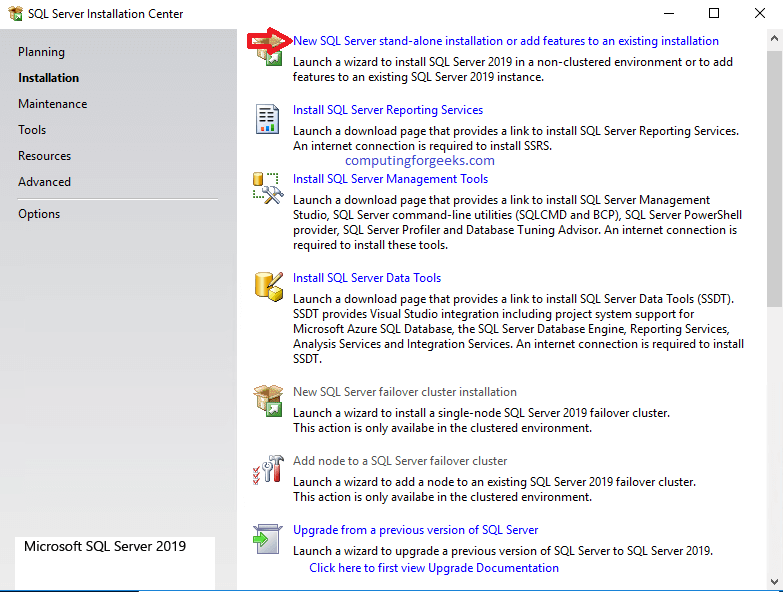 SQL Server Installation Center
Planning
Installation
Maintenance
Tools
Resources
Advanced
Options
Microsoft SQL Server 2019
New SQL Server stand-alone installation or add features to an existing installation
Launch a wizard to install SQL Server 2019 in a non-clustered environment or to add
features to an existing SQL Server 2019 instance.
Install SQL Server Reporting Services
Launch a download page that provides a link to install SQL Server Reporting Services.
An internet connection is required to install SSRS.
computingforgeeks.com
Install SQL Server Management Tools
Launch a download page that provides a link to install SQL Server Management
Studio, SQL Server command-line utilities (SQLCMD and BCP), SQL Server PowerShell
provider, SQL Server Profiler and Database Tuning Advisor. An internet connection is
required to install these tools.
Install SQL Server Data Tools
Launch a download page that provides a link to install SQL Server Data Tools (SSDT).
SSDT provides Visual Studio integration including project system support for
Microsoft Azure SQL Database, the SQL Server Database Engine, Reporting Services,
Analysis Services and Integration Services. An internet connection is required to install
SSDT.
New SQL Server failover cluster installation
Launch a wizard to install a single-node SQL Server 2019 failover cluster.
This action is only availabe in the clustered environment.
Add node to a SQL Server failover cluster
Launch a wizard to add a node to an existing SQL Server 2019 failover cluster.
This action is only availabe in the clustered environment.
Upgrade from a previous version of SQL Server
Launch a wizard to upgrade a previous version of SQL Server to SQL Server 2019.
Click here to first view Upgrade Documentation